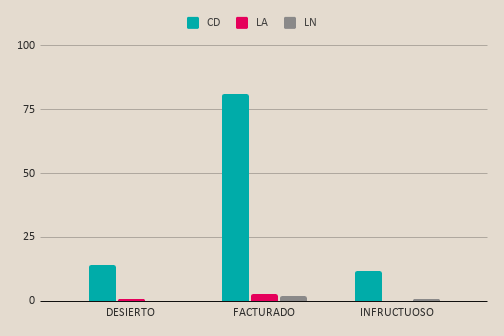 CD LA LN
100
75
50
25
0
DESIERTO FACTURADO INFRUCTUOSO